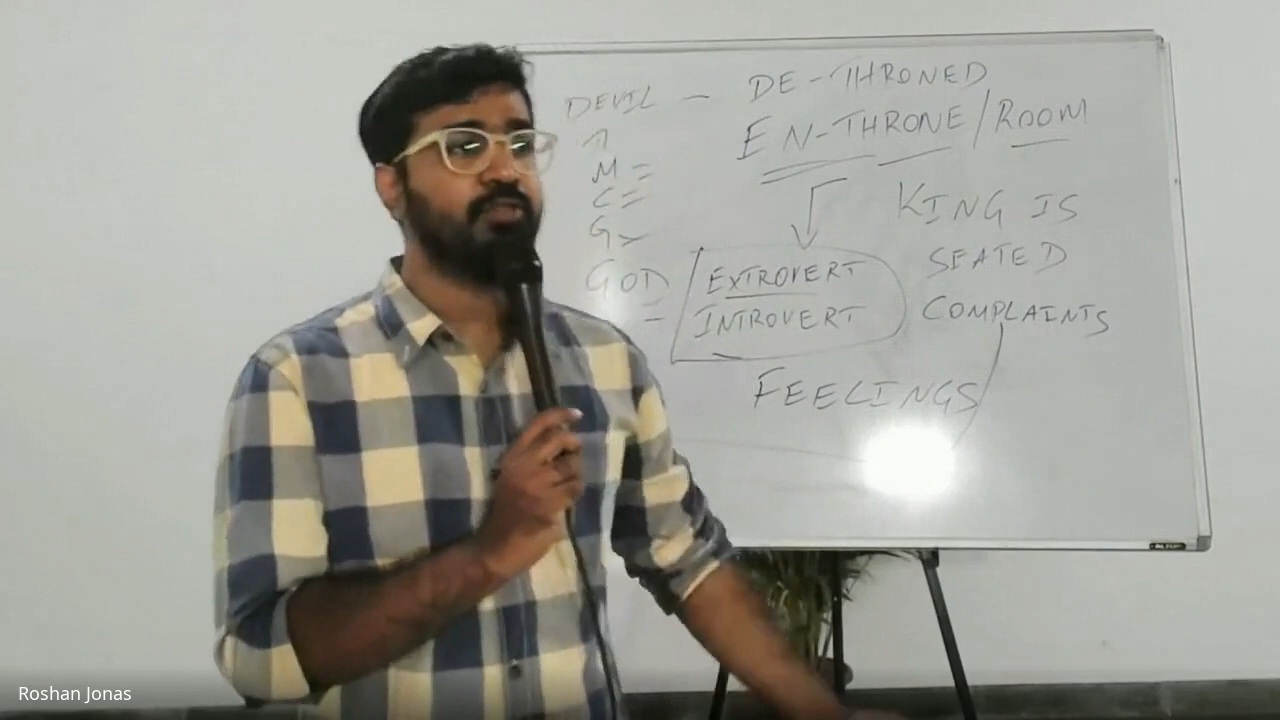 DEVIL — DE-THRONED
EN-THRONE/ROOM
M =
C =
G
KING IS
SEATED
GOD
EXTROVERT
INTROVERT
COMPLAINTS
FEELINGS
Roshan Jonas